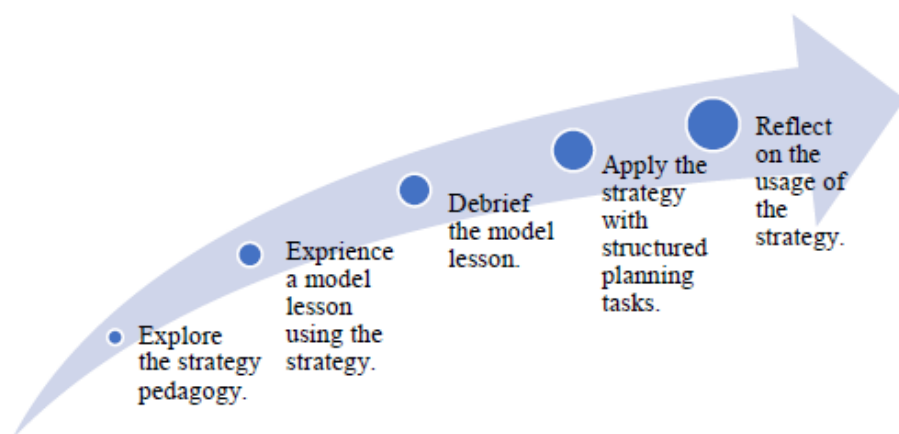 Explore
the strategy
pedagogy.
Exprience
a model
lesson
using the
strategy.
Debrief
the model
lesson.
Apply the
strategy
with
structured
planning
tasks.
Reflect
on the
usage of
the
strategy.